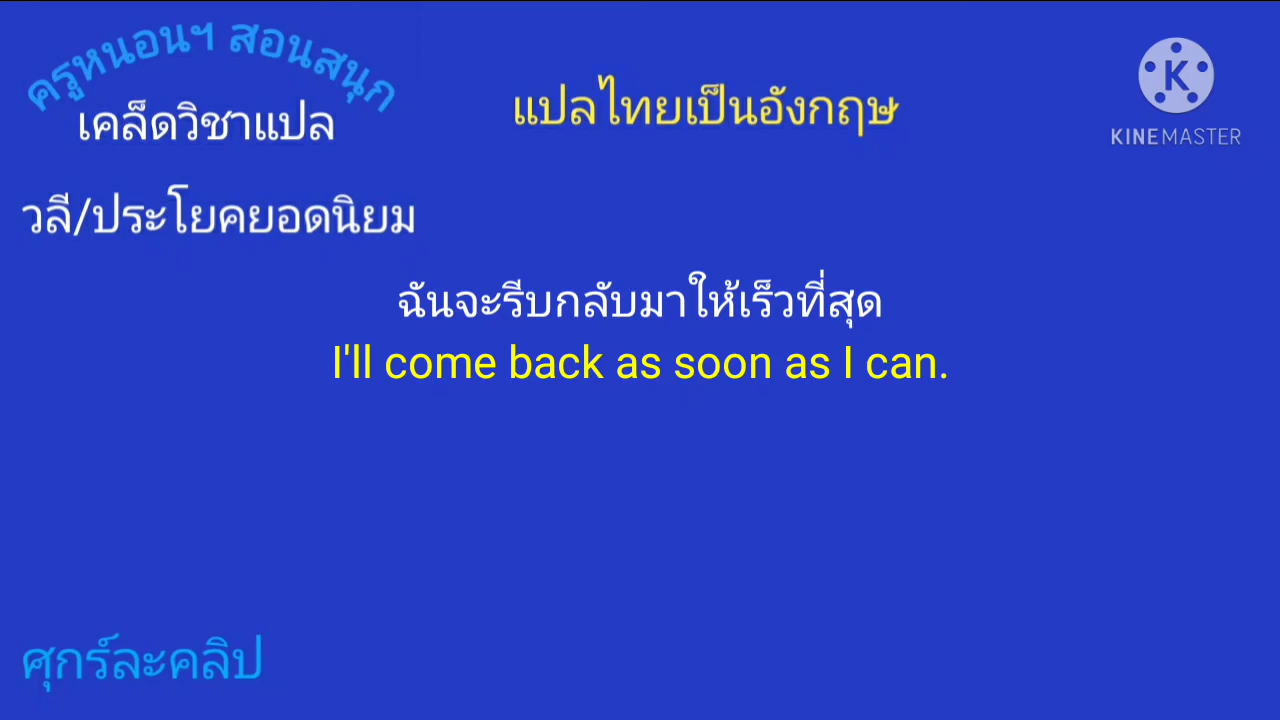 ครูหนอนฯ สอนสนุก
เคล็ดวิชาแปล
แปลไทยเป็นอังกฤษ
K
KINEMASTER
วลี/ประโยคยอดนิยม
ฉันจะรีบกลับมาให้เร็วที่สุด
I'll come back as soon as I can.
ศุกร์ละคลิป